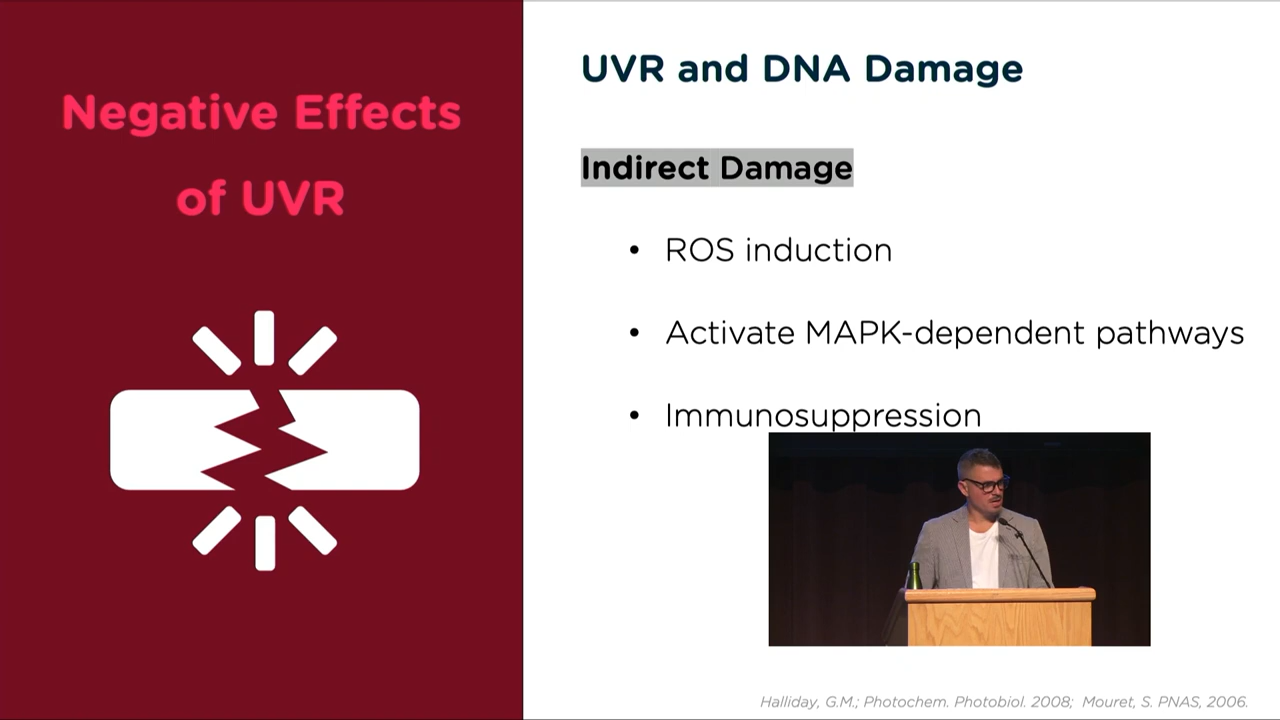 Negative Effects
of UVR
UVR and DNA Damage
Indirect Damage
• ROS induction
• Activate MAPK-dependent pathways
• Immunosuppression
Halliday, G.M.; Photochem. Photobiol. 2008; Mouret, S. PNAS, 2006.